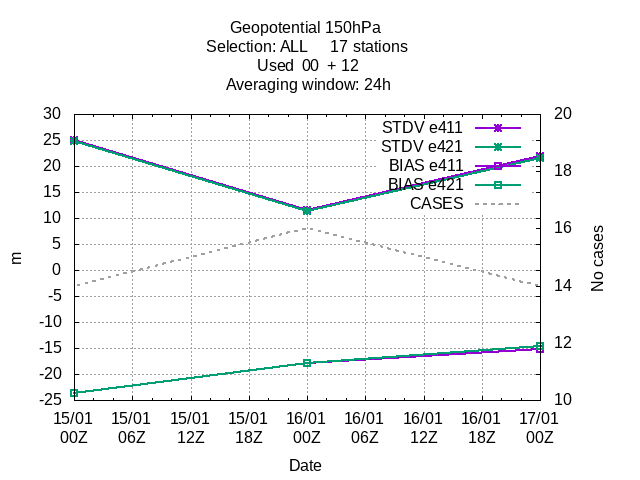 Geopotential 150hPa
Selection: ALL     17 stations
Used  00  + 12
Averaging window: 24h
30
25
20
15
10
5
0
-5
-10
-15
-20
-25
m
STDV e411
STDV e421
BIAS e411
BIAS e421
CASES
20
18
16
14
12
10
No cases
15/01 15/01 15/01 15/01 16/01 16/01 16/01 16/01 17/01
00Z 06Z 12Z 18Z 00Z 06Z 12Z 18Z 00Z
Date